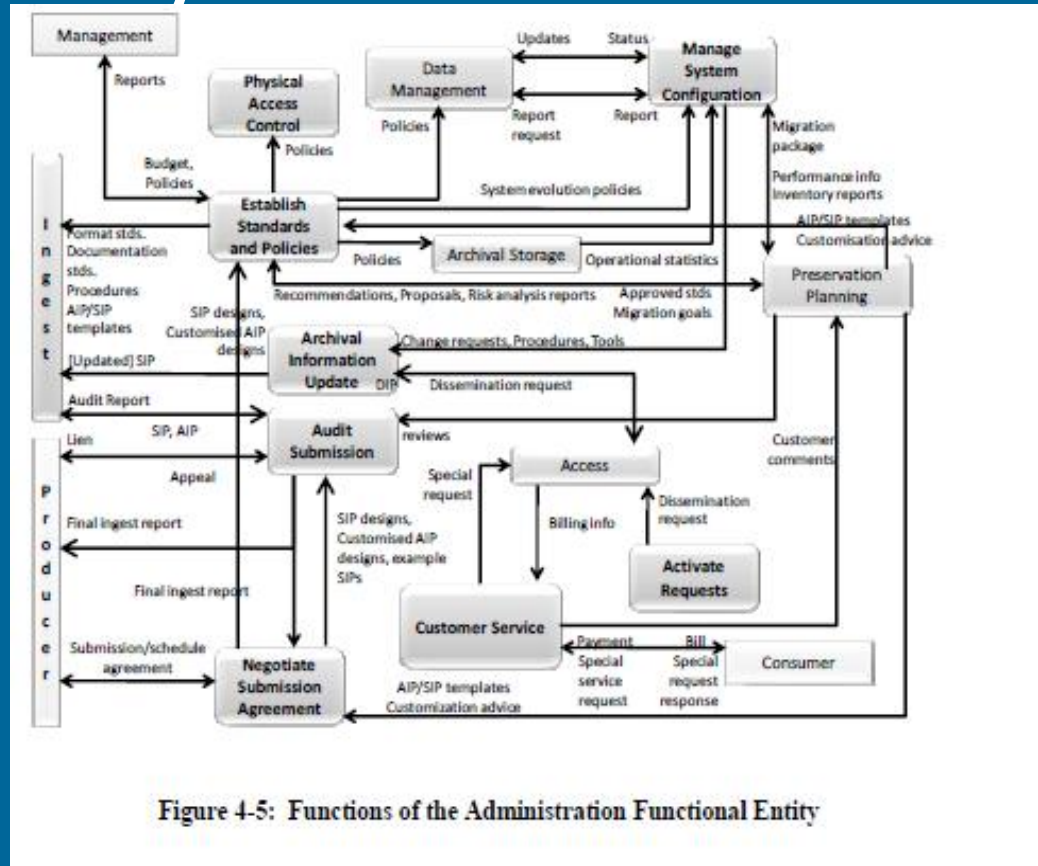 Management
Reports
Physical
Access
Control
Policies
Budget,
Policies
Data
Management
Policies
Updates
Status
Report
request
Report
Manage
System
Configuration
Migration
package
Performance info
Inventory reports
System evolution policies
AIP/SIP templates
Customisation advice
Establish
Standards
and Policies
Policies
Archival Storage
Operational statistics
Preservation
Planning
Recommendations, Proposals, Risk analysis reports
Approved stds
Migration goals
Ingest
Format stds.
Documentation
stds.
Procedures
AIP/SIP
templates
SIP designs,
Customised AIP
designs
[Updated] SIP
Archival
Information
Update
Change requests, Procedures, Tools
DIP
Dissemination request
Audit Report
SIP, AIP
Lien
Appeal
Audit
Submission
reviews
Customer
comments
Access
Special
request
Billing info
Dissemination
request
Activate
Requests
Producer
Final ingest report
Final ingest report
SIP designs,
Customised AIP
designs, example
SIPs
Customer Service
Payment
Special
service
request
Bill
Special
request
response
Consumer
Submission/schedule
agreement
Negotiate
Submission
Agreement
AIP/SIP templates
Customization advice
Figure 4-5: Functions of the Administration Functional Entity